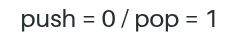 push = 0 / pop = 1